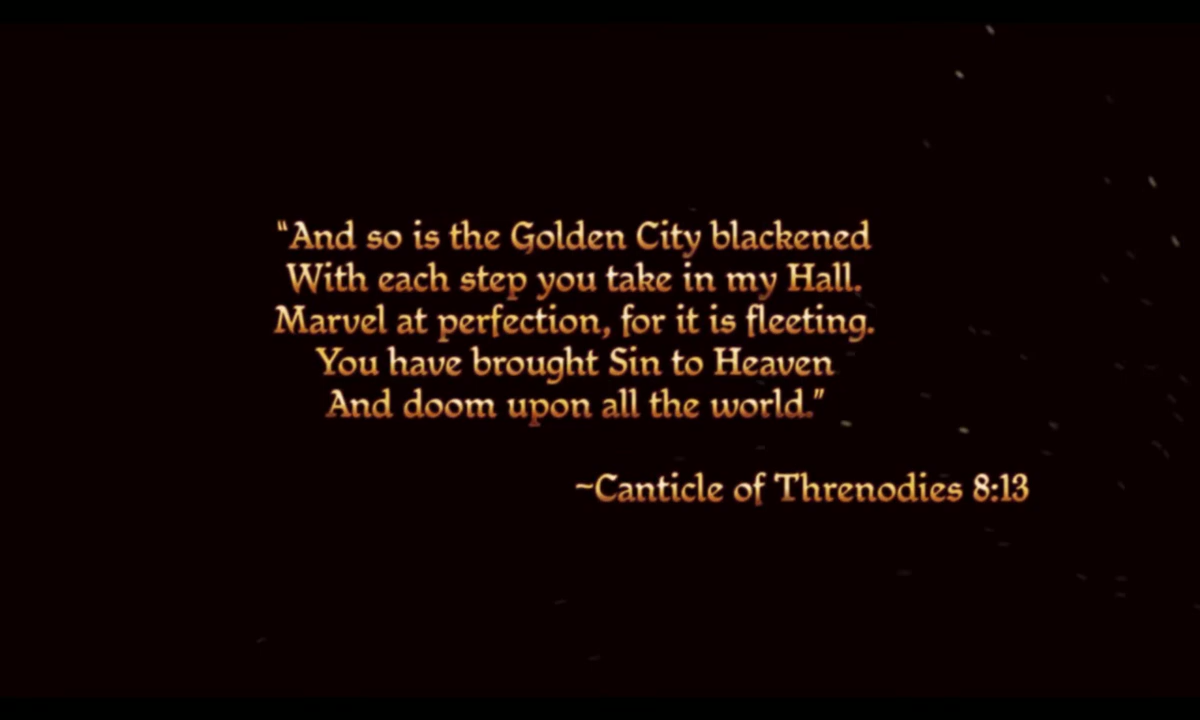 “And so is the Golden City blackened
With each step you take in my Hall.
Marvel at perfection, for it is fleeting.
You have brought Sin to Heaven
And doom upon all the world.”
~Canticle of Threnodies 8:13